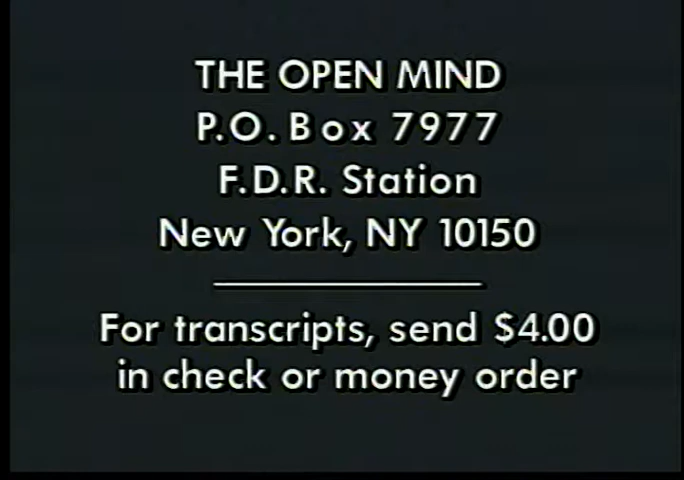 THE OPEN MIND
P.O. Box 7977
F.D.R. Station
New York, NY 10150
For transcripts, send $4.00
in check or money order